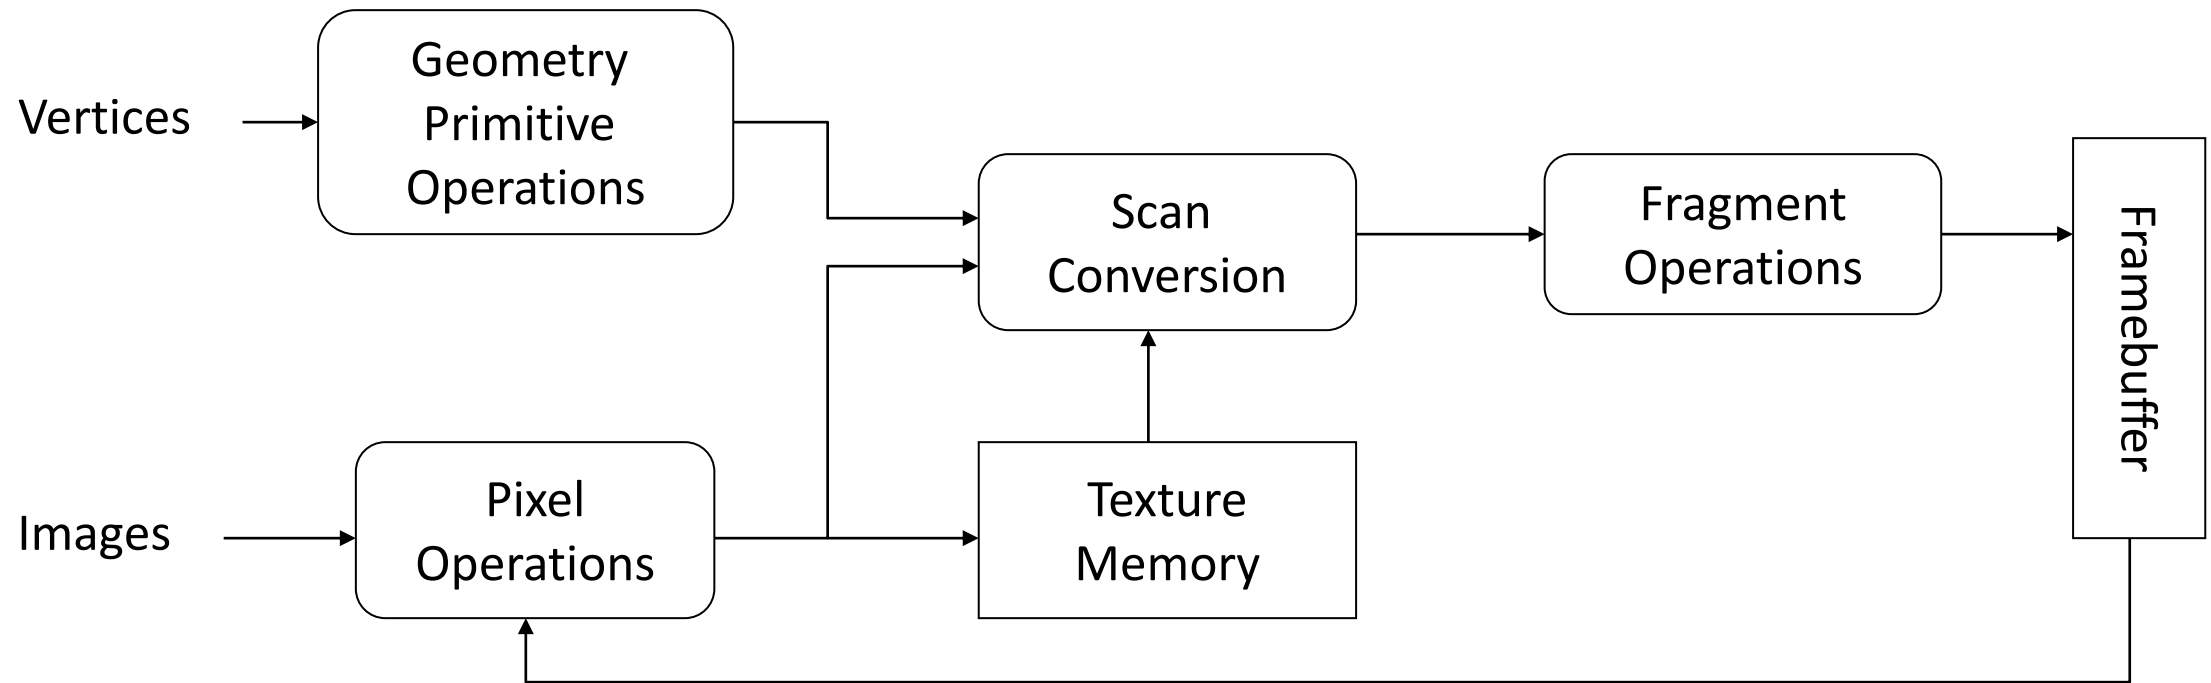 Vertices
Geometry
Primitive
Operations
Scan
Conversion
Fragment
Operations
Framebuffer
Images
Pixel
Operations
Texture
Memory